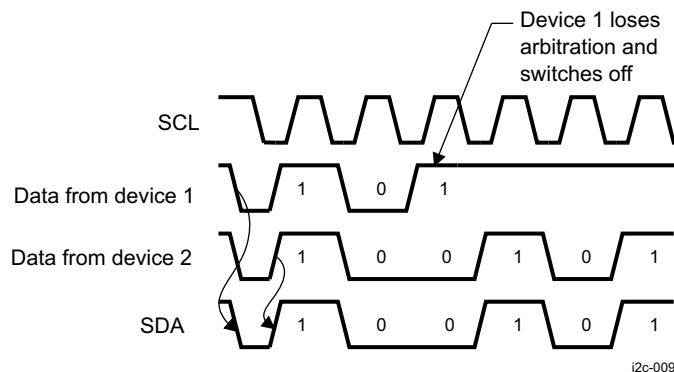 Device 1 loses
arbitration and
switches off
SCL
Data from device 1
1 0 1
Data from device 2
1 0 0 1 0 1
SDA
1 0 0 1 0 1
i2c-009